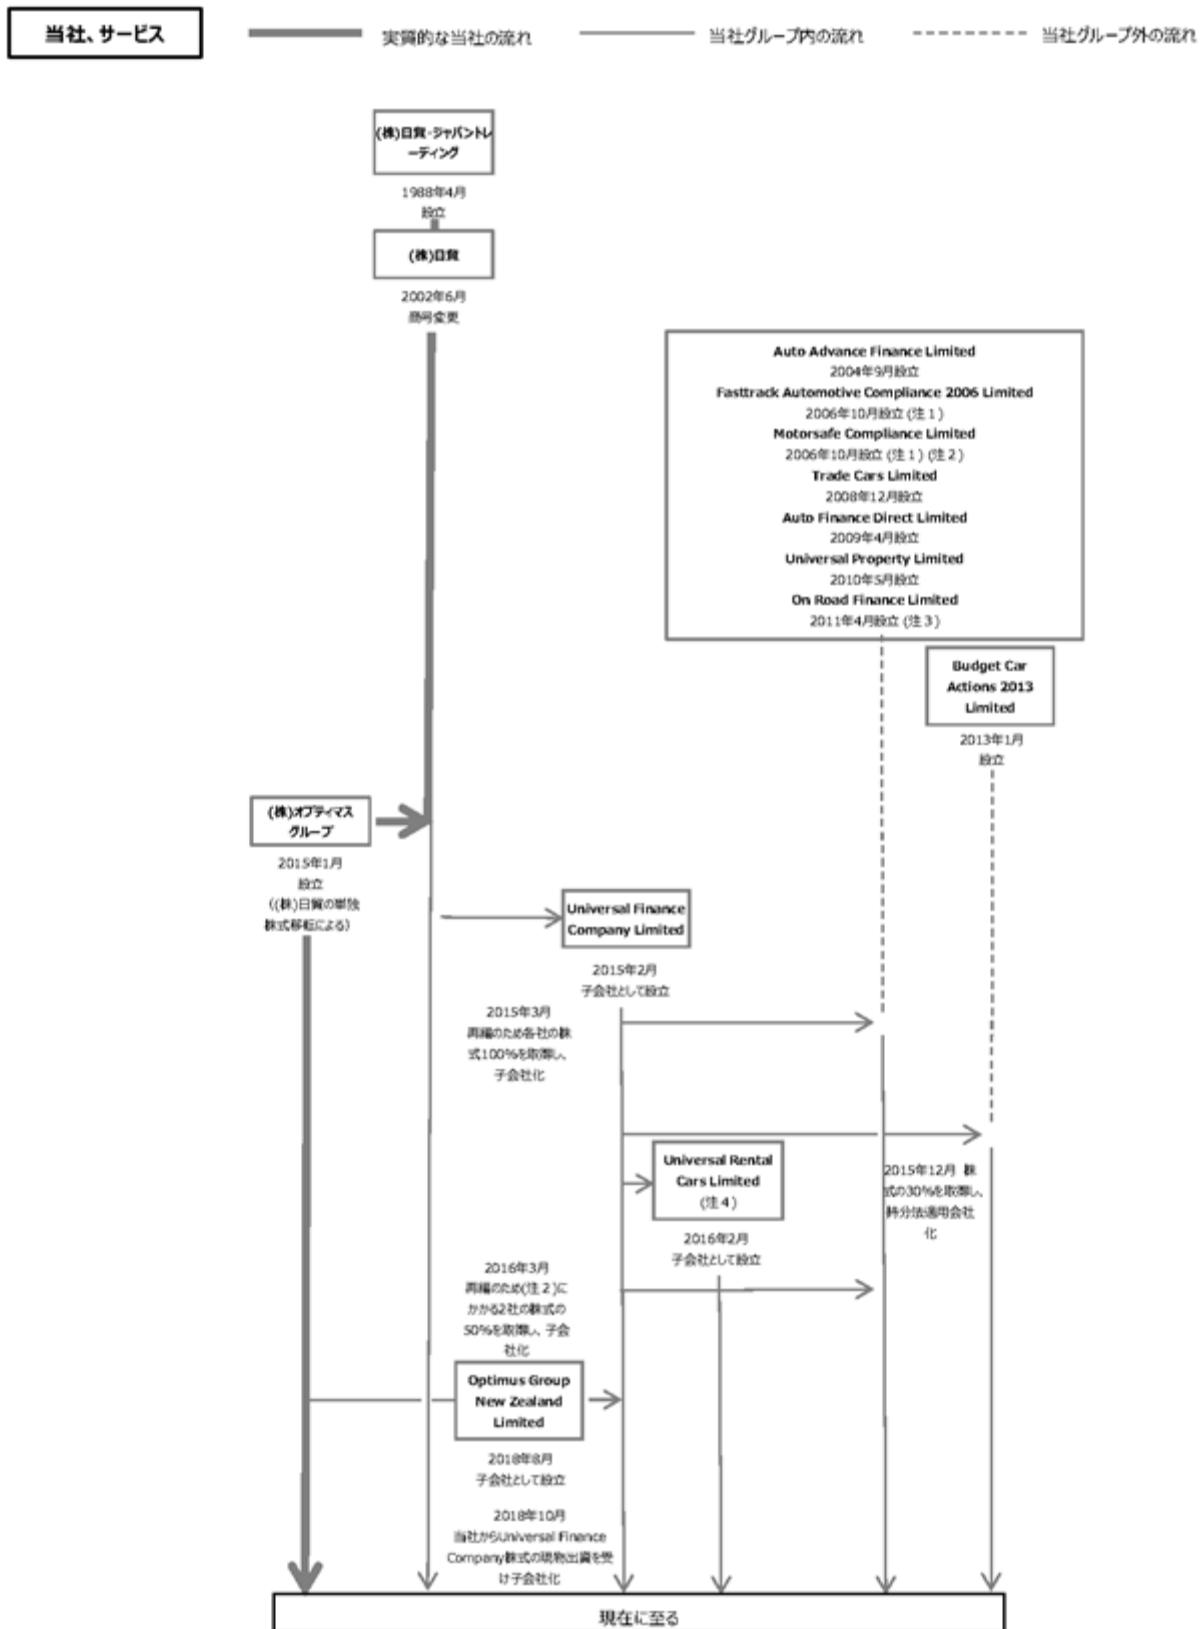 当社、サービス
実質的な当社の流れ
当社グループ内の流れ
当社グループ外の流れ
(株)日貿・ジャパントレ
ーディング
1988年4月
設立
(株)日貿
2002年6月
商号変更
Auto Advance Finance Limited
2004年9月設立
Fasttrack Automotive Compliance 2006 Limited
2006年10月設立 (注１)
Motorsafe Compliance Limited
2006年10月設立 (注１) (注２)
Trade Cars Limited
2008年12月設立
Auto Finance Direct Limited
2009年4月設立
Universal Property Limited
2010年5月設立
On Road Finance Limited
2011年4月設立 (注３)
Budget Car
Actions 2013
Limited
2013年1月
設立
(株)オプティマス
グループ
2015年1月
設立
((株)日貿の単独
株式移転による)
Universal Finance
Company Limited
2015年2月
子会社として設立
2015年3月
再編のため各社の株
式100%を取得し、
子会社化
Universal Rental
Cars Limited
(注４)
2016年2月
子会社として設立
2015年12月 株
式の30%を取得し、
持分法適用会社
化
2016年3月
再編のため(注２)に
かかる2社の株式の
50%を取得し、子会
社化
Optimus Group
New Zealand
Limited
2018年8月
子会社として設立
2018年10月
当社からUniversal Finance
Company株式の現物出資を受
け子会社化
現在に至る